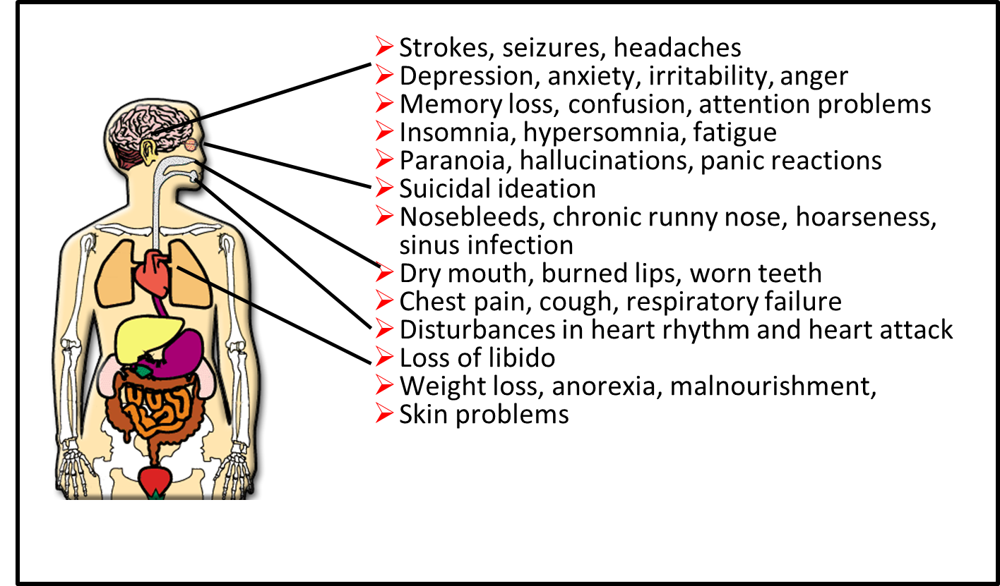 Strokes, seizures, headaches
Depression, anxiety, irritability, anger
Memory loss, confusion, attention problems
Insomnia, hypersomnia, fatigue
Paranoia, hallucinations, panic reactions
Suicidal ideation
Nosebleeds, chronic runny nose, hoarseness,
sinus infection
Dry mouth, burned lips, worn teeth
Chest pain, cough, respiratory failure
Disturbances in heart rhythm and heart attack
Loss of libido
Weight loss, anorexia, malnourishment,
Skin problems